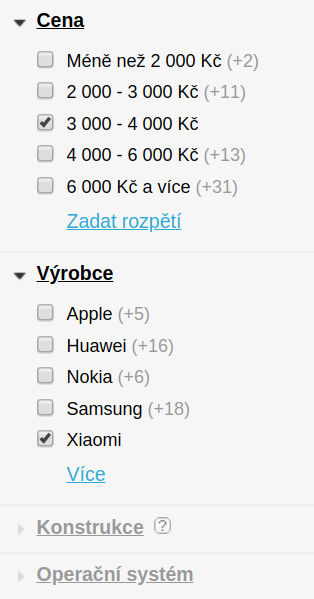 Cena
Méně než 2 000 Kč (+2)
2 000 - 3 000 Kč (+11)
3 000 - 4 000 Kč
4 000 - 6 000 Kč (+13)
6 000 Kč a více (+31)
Zadat rozpětí
Výrobce
Apple (+5)
Huawei (+16)
Nokia (+6)
Samsung (+18)
Xiaomi
Více
Konstrukce ?
Operační systém